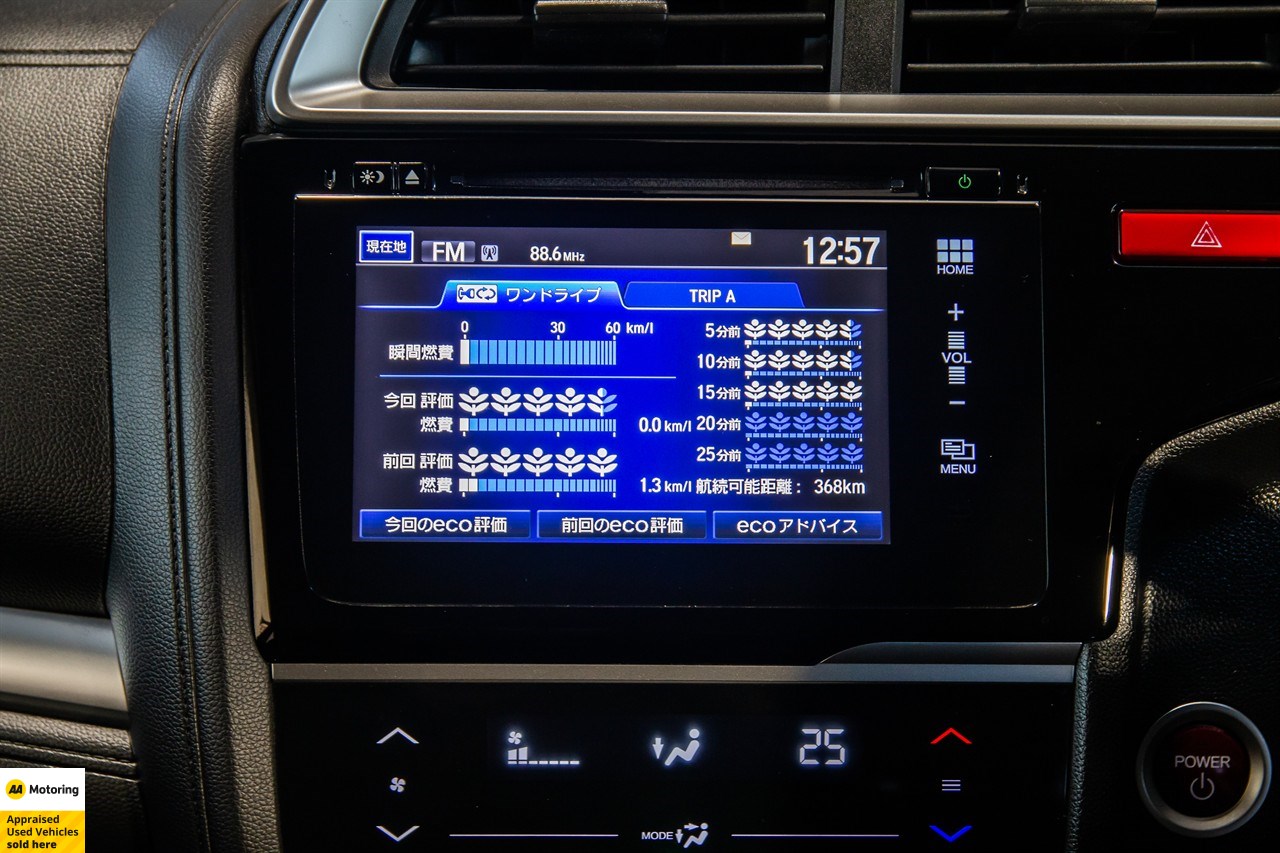 現在地 FM 88.6 MHz 12:57
ワンドライブ TRIP A
0 30 60 km/l
瞬間燃費
今回 評価
燃費 0.0 km/l
前回 評価
燃費 1.3 km/l
5分前
10分前
15分前
20分前
25分前
航続可能距離： 368km
今回のeco評価 前回のeco評価 ecoアドバイス
HOME
+
VOL
−
MENU
25
MODE
POWER
AA Motoring
Appraised
Used Vehicles
sold here